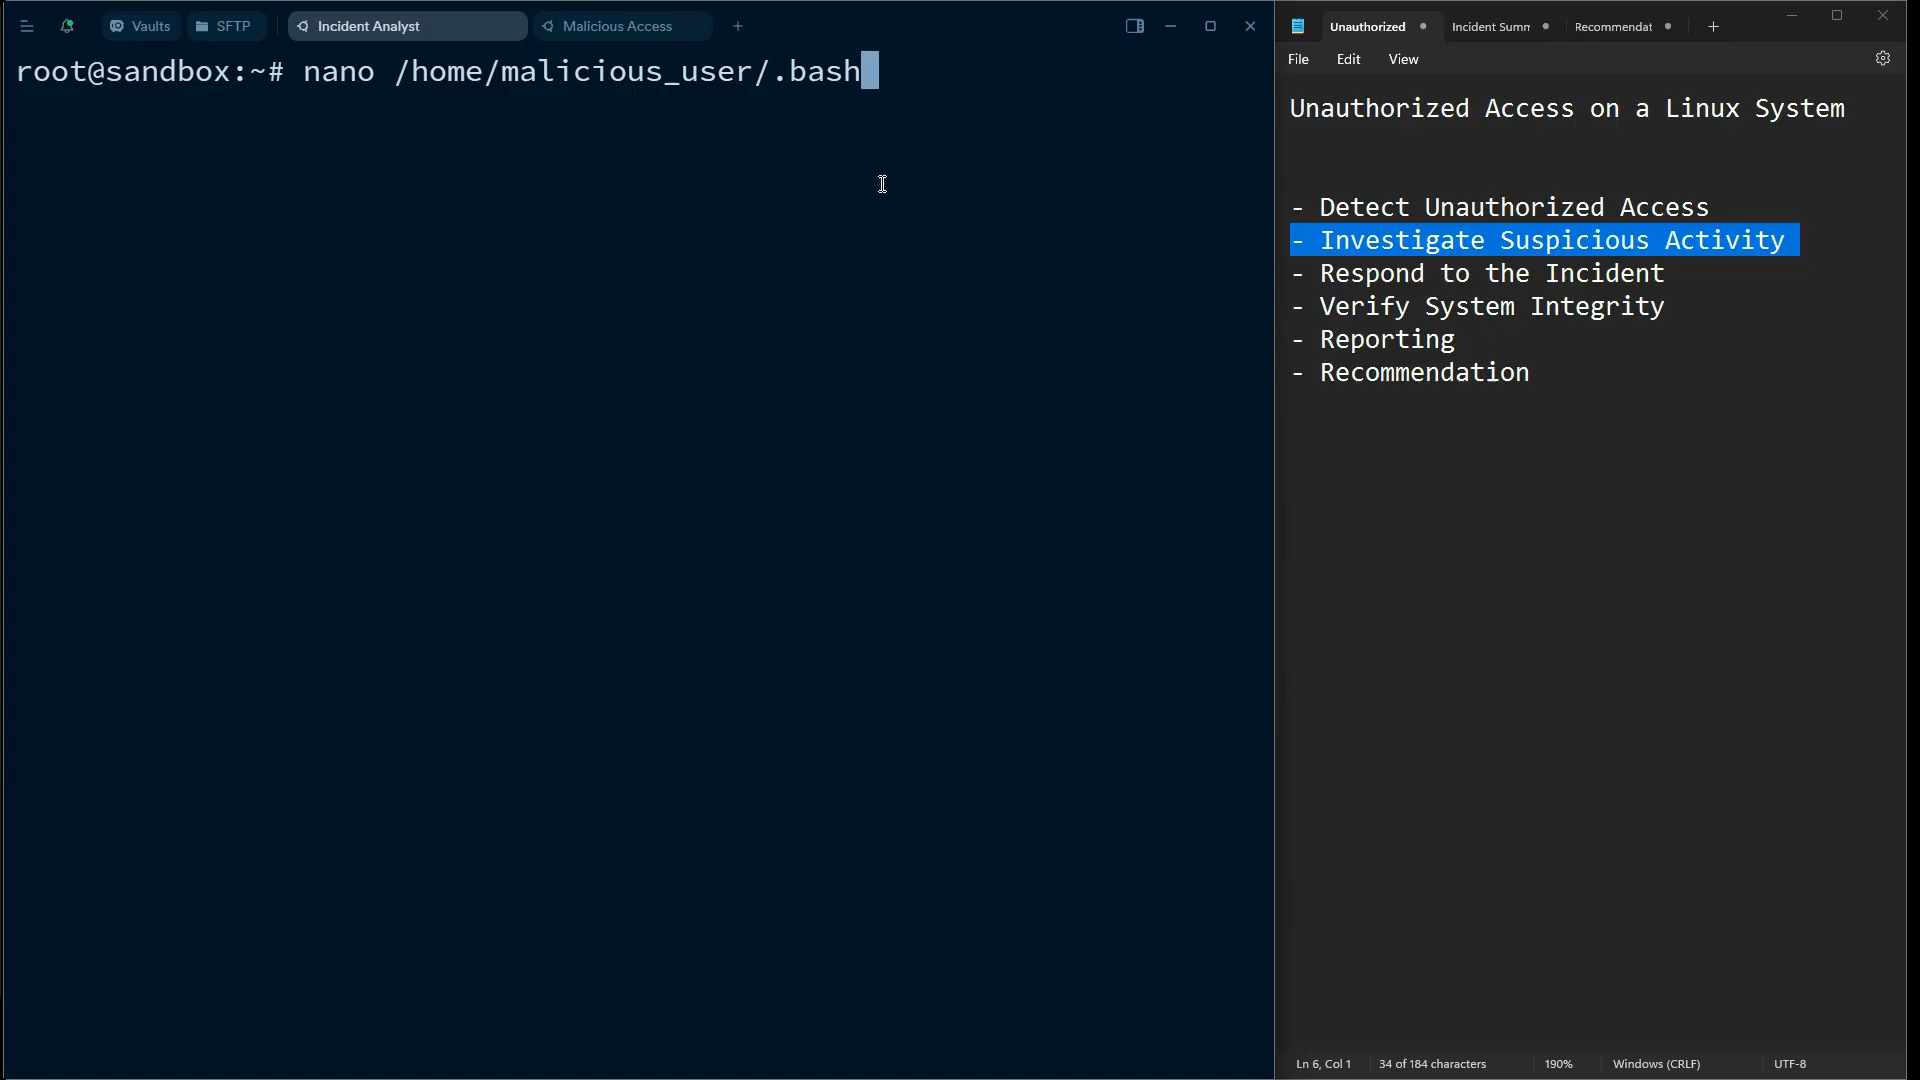 Vaults
SFTP
Incident Analyst
Malicious Access
root@sandbox:~# nano /home/malicious_user/.bash
Unauthorized
Incident Summ
Recommendat
File
Edit
View
Unauthorized Access on a Linux System
- Detect Unauthorized Access
- Investigate Suspicious Activity
- Respond to the Incident
- Verify System Integrity
- Reporting
- Recommendation
Ln 6, Col 1
34 of 184 characters
190%
Windows (CRLF)
UTF-8